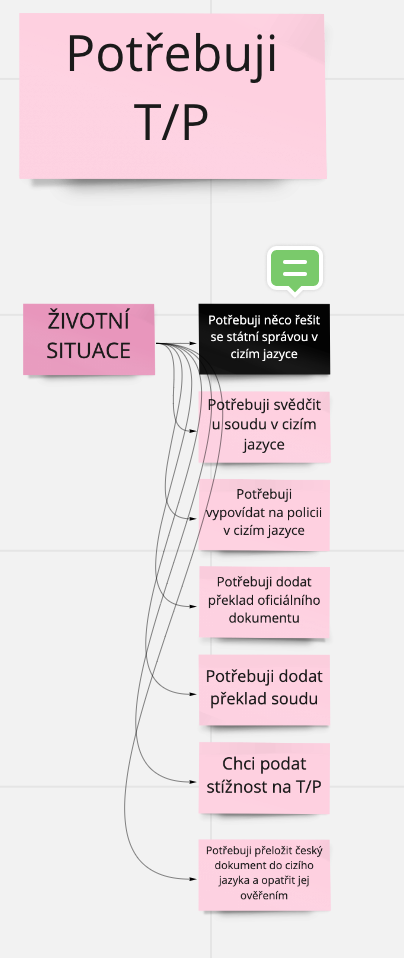 Potřebuji
T/P
ŽIVOTNÍ
SITUACE
Potřebuji něco řešit
se státní správou v
cizím jazyce
Potřebuji svědčit
u soudu v cizím
jazyce
Potřebuji
vypovídat na policii
v cizím jazyce
Potřebuji dodat
překlad oficiálního
dokumentu
Potřebuji dodat
překlad soudu
Chci podat
stížnost na T/P
Potřebuji přeložit český
dokument do cizího
jazyka a opatřit jej
ověřením